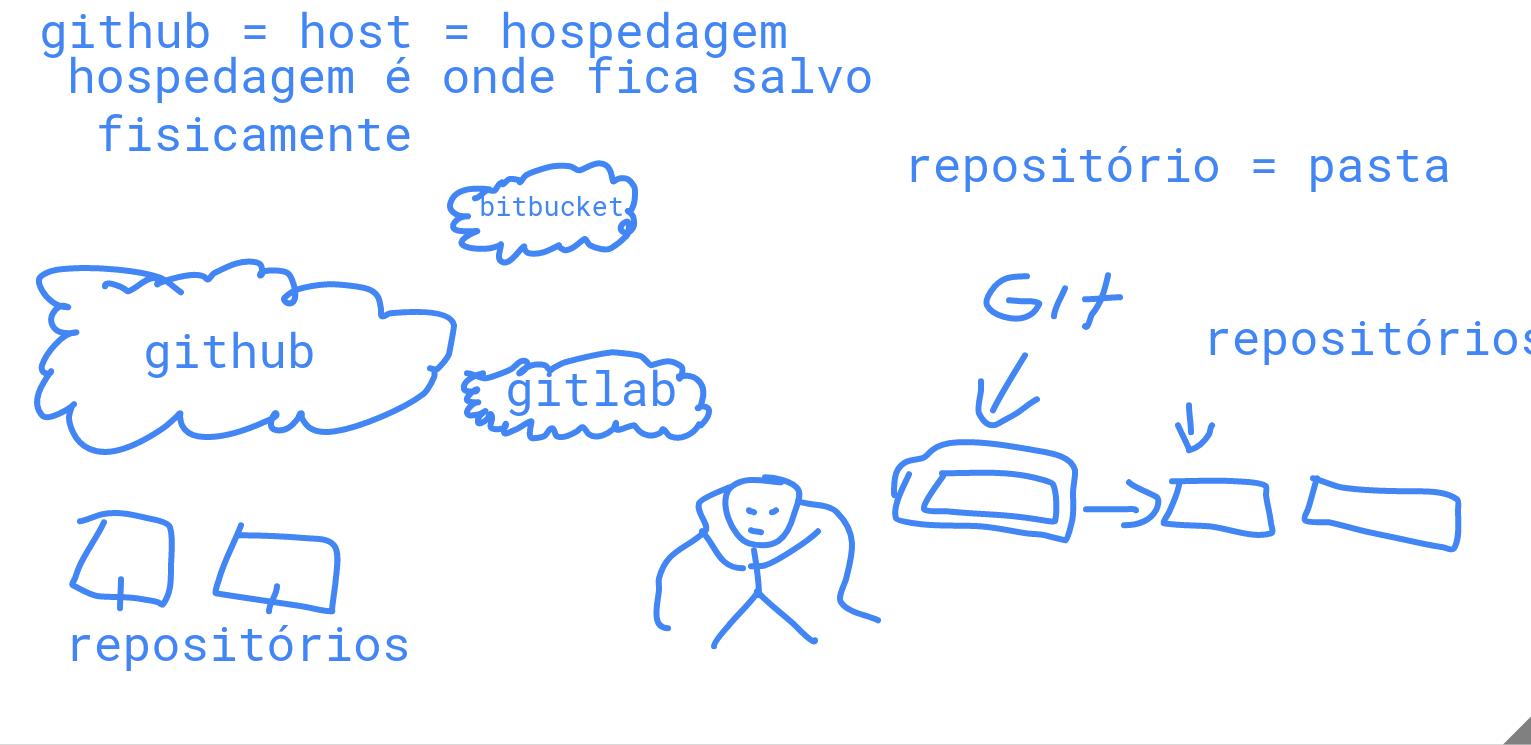 github = host = hospedagem
hospedagem é onde fica salvo
fisicamente
repositório = pasta
bitbucket
Git
repositórios
github
gitlab
repositórios